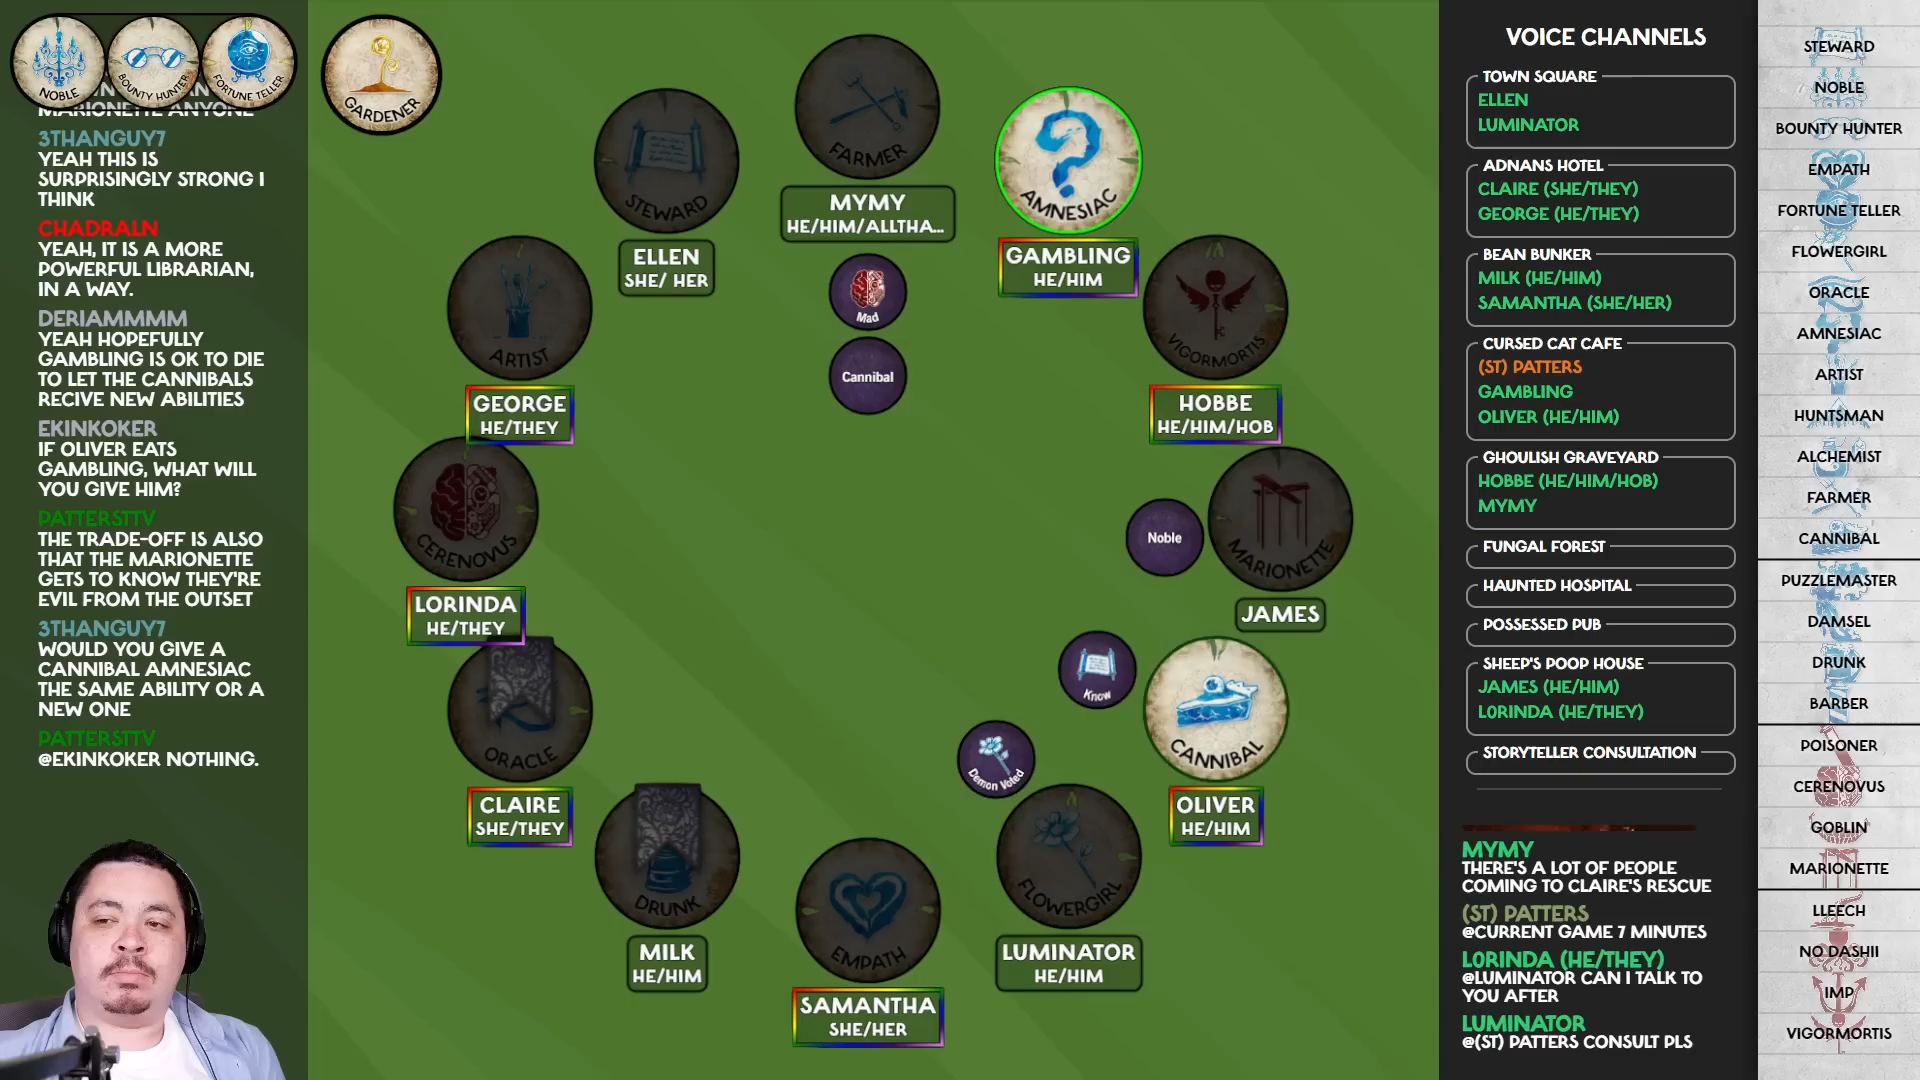 NOBLE
BOUNTY HUNTER
FORTUNE TELLER
MARIONETTE ANYONE
3THANGUY7
YEAH THIS IS
SURPRISINGLY STRONG I
THINK
CHADRALN
YEAH, IT IS A MORE
POWERFUL LIBRARIAN,
IN A WAY.
DERIAMMMM
YEAH HOPEFULLY
GAMBLING IS OK TO DIE
TO LET THE CANNIBALS
RECIVE NEW ABILITIES
EKINKOKER
IF OLIVER EATS
GAMBLING, WHAT WILL
YOU GIVE HIM?
PATTERSTTV
THE TRADE-OFF IS ALSO
THAT THE MARIONETTE
GETS TO KNOW THEY'RE
EVIL FROM THE OUTSET
3THANGUY7
WOULD YOU GIVE A
CANNIBAL AMNESIAC
THE SAME ABILITY OR A
NEW ONE
PATTERSTTV
@EKINKOKER NOTHING.
GARDENER
FARMER
MYMY
HE/HIM/ALLTHA...
Mad
Cannibal
AMNESIAC
GAMBLING
HE/HIM
VIGORMORTIS
HOBBE
HE/HIM/HOB
MARIONETTE
Noble
JAMES
CANNIBAL
Know
OLIVER
HE/HIM
FLOWERGIRL
Demon Voted
LUMINATOR
HE/HIM
EMPATH
SAMANTHA
SHE/HER
DRUNK
MILK
HE/HIM
ORACLE
CLAIRE
SHE/THEY
CERENOVUS
LORINDA
HE/THEY
ARTIST
GEORGE
HE/THEY
STEWARD
ELLEN
SHE/ HER
VOICE CHANNELS
TOWN SQUARE
ELLEN
LUMINATOR
ADNANS HOTEL
CLAIRE (SHE/THEY)
GEORGE (HE/THEY)
BEAN BUNKER
MILK (HE/HIM)
SAMANTHA (SHE/HER)
CURSED CAT CAFE
(ST) PATTERS
GAMBLING
OLIVER (HE/HIM)
GHOULISH GRAVEYARD
HOBBE (HE/HIM/HOB)
MYMY
FUNGAL FOREST
HAUNTED HOSPITAL
POSSESSED PUB
SHEEP'S POOP HOUSE
JAMES (HE/HIM)
LORINDA (HE/THEY)
STORYTELLER CONSULTATION
MYMY
THERE'S A LOT OF PEOPLE
COMING TO CLAIRE'S RESCUE
(ST) PATTERS
@CURRENT GAME 7 MINUTES
LORINDA (HE/THEY)
@LUMINATOR CAN I TALK TO
YOU AFTER
LUMINATOR
@(ST) PATTERS CONSULT PLS
STEWARD
NOBLE
BOUNTY HUNTER
EMPATH
FORTUNE TELLER
FLOWERGIRL
ORACLE
AMNESIAC
ARTIST
HUNTSMAN
ALCHEMIST
FARMER
CANNIBAL
PUZZLEMASTER
DAMSEL
DRUNK
BARBER
POISONER
CERENOVUS
GOBLIN
MARIONETTE
LLEECH
NO DASHII
IMP
VIGORMORTIS